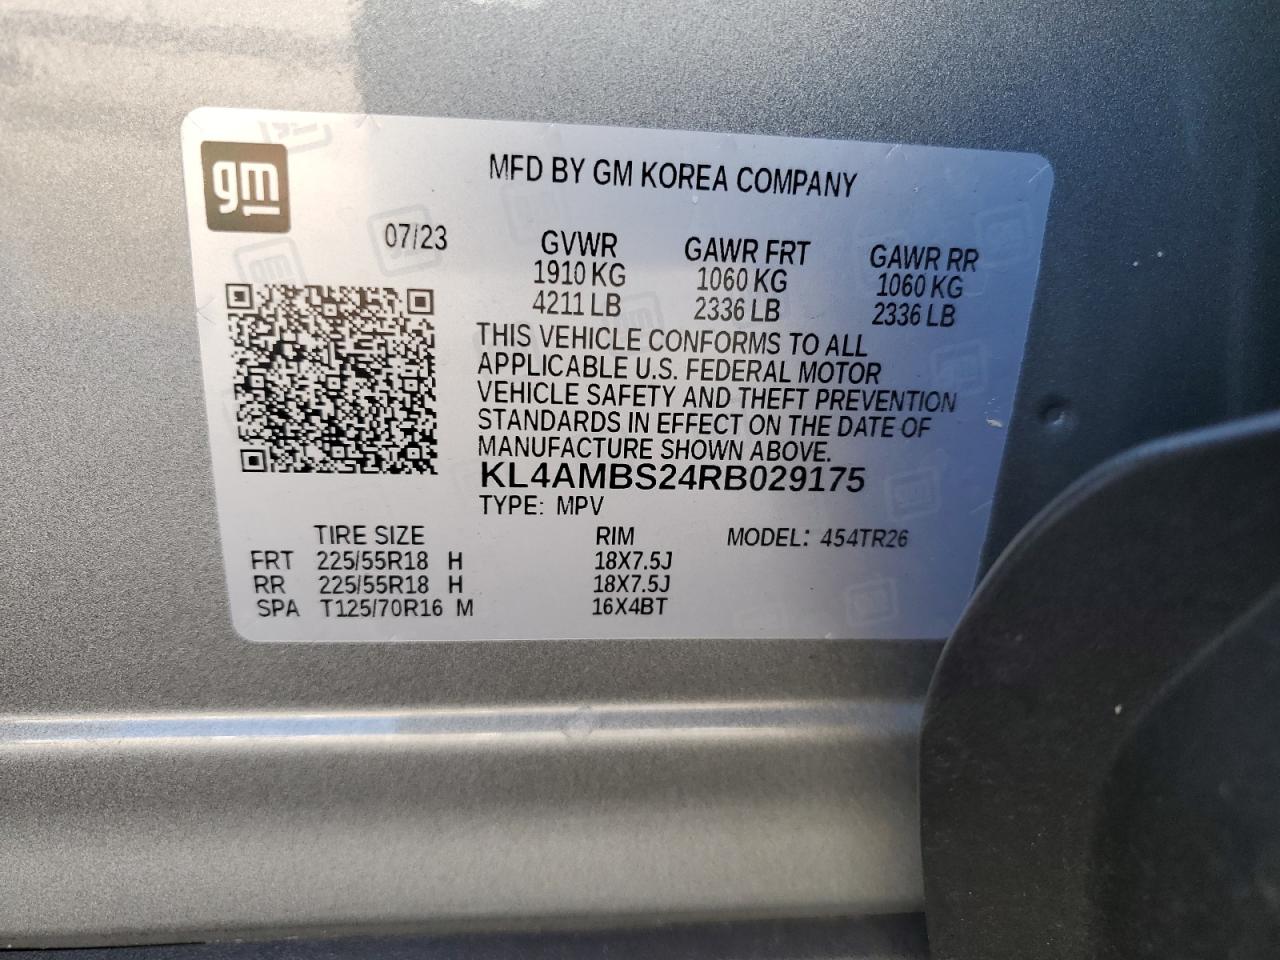 gm
MFD BY GM KOREA COMPANY
07/23
GVWR GAWR FRT GAWR RR
1910 KG 1060 KG 1060 KG
4211 LB 2336 LB 2336 LB
THIS VEHICLE CONFORMS TO ALL
APPLICABLE U.S. FEDERAL MOTOR
VEHICLE SAFETY AND THEFT PREVENTION
STANDARDS IN EFFECT ON THE DATE OF
MANUFACTURE SHOWN ABOVE.
KL4AMBS24RB029175
TYPE: MPV
TIRE SIZE RIM MODEL: 454TR26
FRT 225/55R18 H 18X7.5J
RR 225/55R18 H 18X7.5J
SPA T125/70R16 M 16X4BT